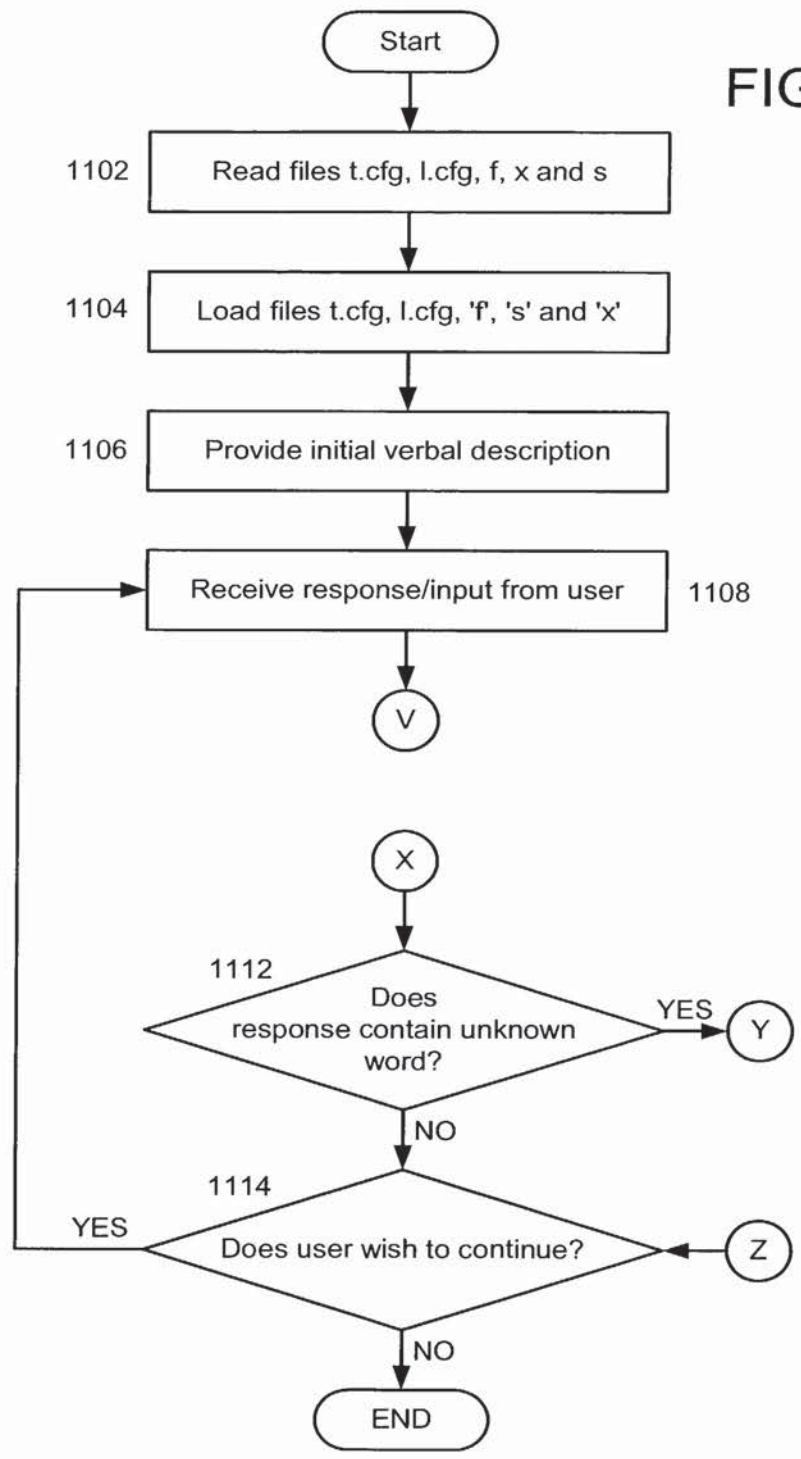 Start
FIG
1102
Read files t.cfg, l.cfg, f, x and s
1104
Load files t.cfg, l.cfg, 'f', 's' and 'x'
1106
Provide initial verbal description
Receive response/input from user
1108
V
X
1112
Does
response contain unknown
word?
YES
Y
NO
1114
YES
Does user wish to continue?
Z
NO
END